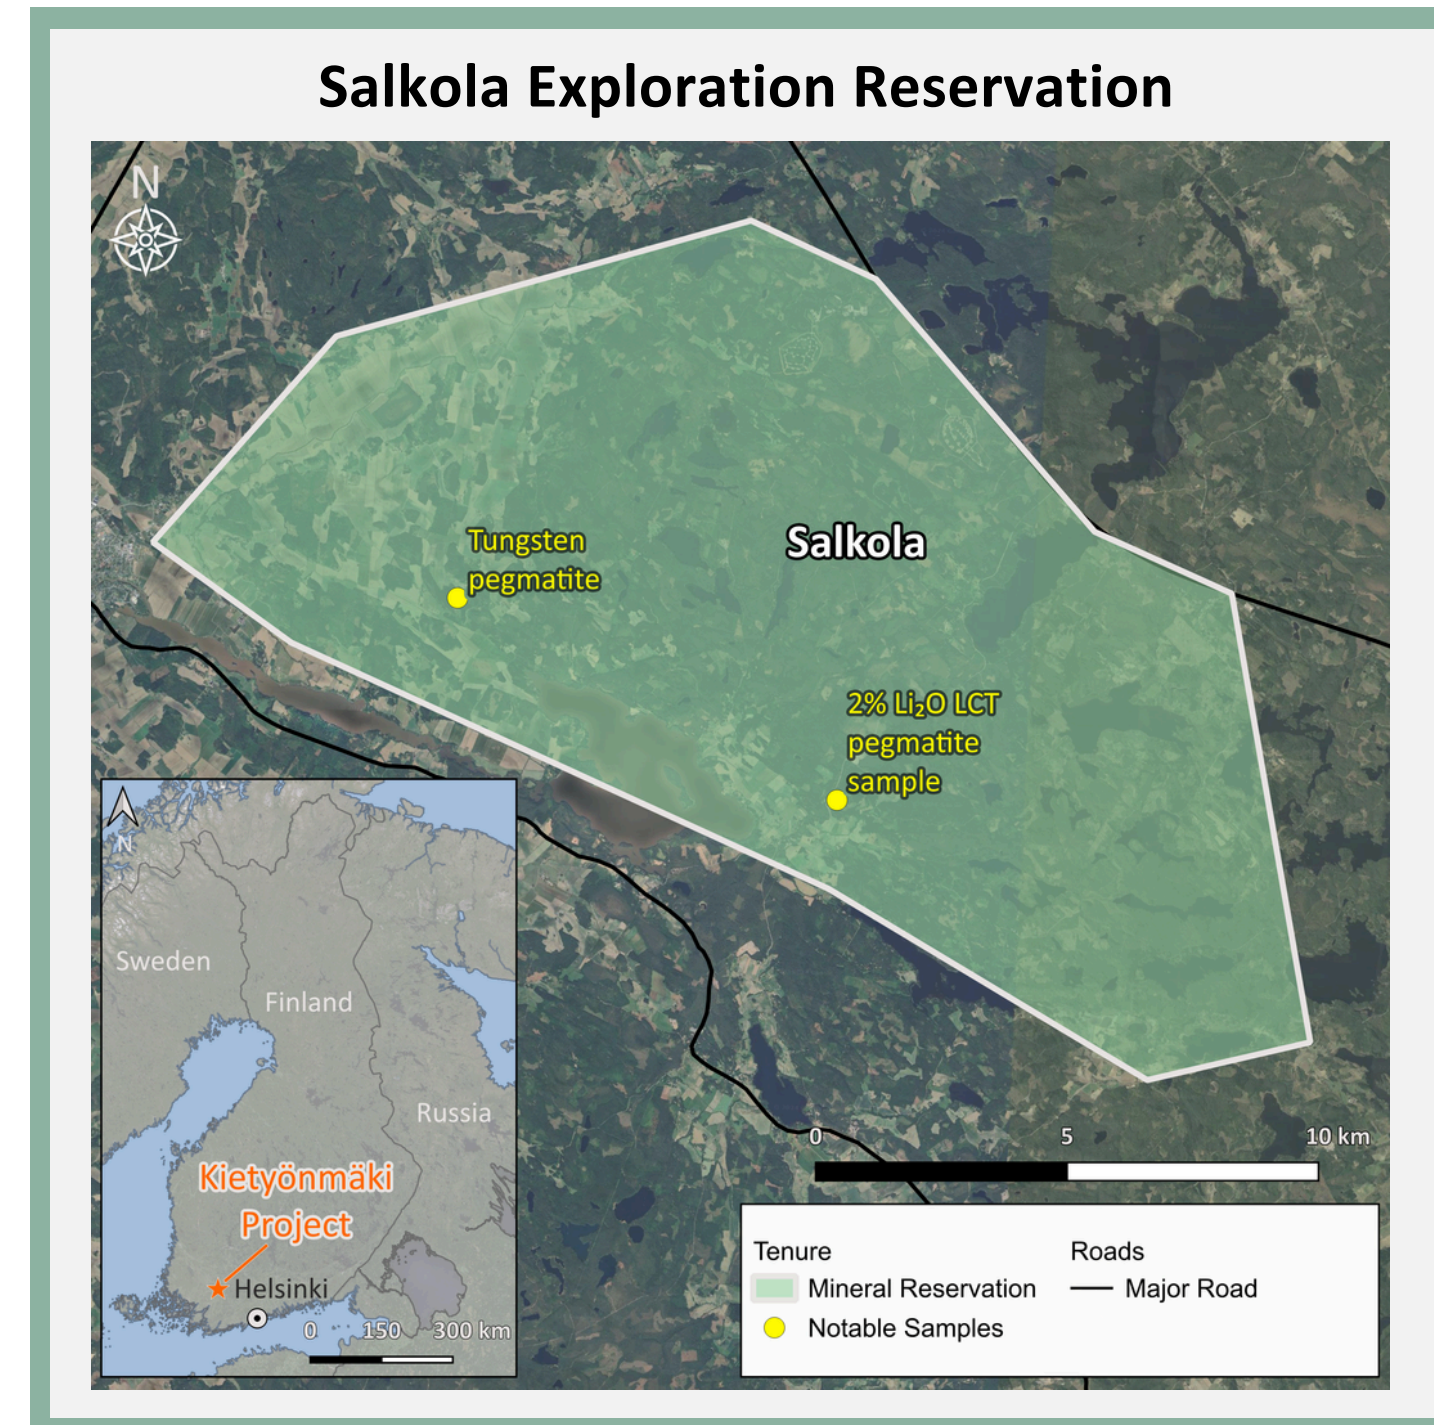 Salkola Exploration Reservation
N
Tungsten
pegmatite
Salkola
2% Li₂O LCT
pegmatite
sample
N
Sweden
Finland
Russia
Kietyönmäki
Project
Helsinki
0 150 300 km
0 5 10 km
Tenure
Mineral Reservation
Notable Samples
Roads
Major Road